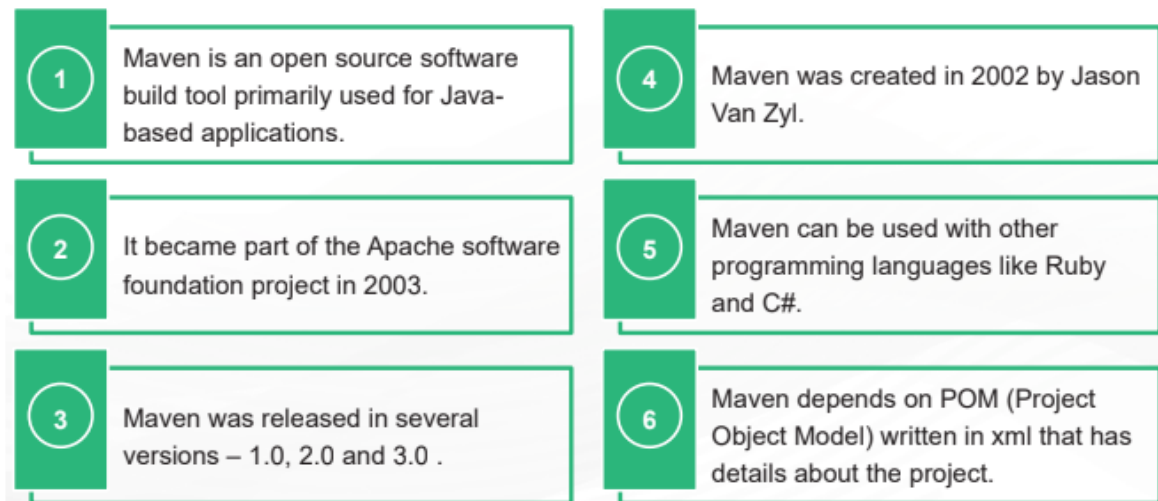 1
Maven is an open source software
build tool primarily used for Java-
based applications.
2
It became part of the Apache software
foundation project in 2003.
3
Maven was released in several
versions – 1.0, 2.0 and 3.0 .
4
Maven was created in 2002 by Jason
Van Zyl.
5
Maven can be used with other
programming languages like Ruby
and C#.
6
Maven depends on POM (Project
Object Model) written in xml that has
details about the project.